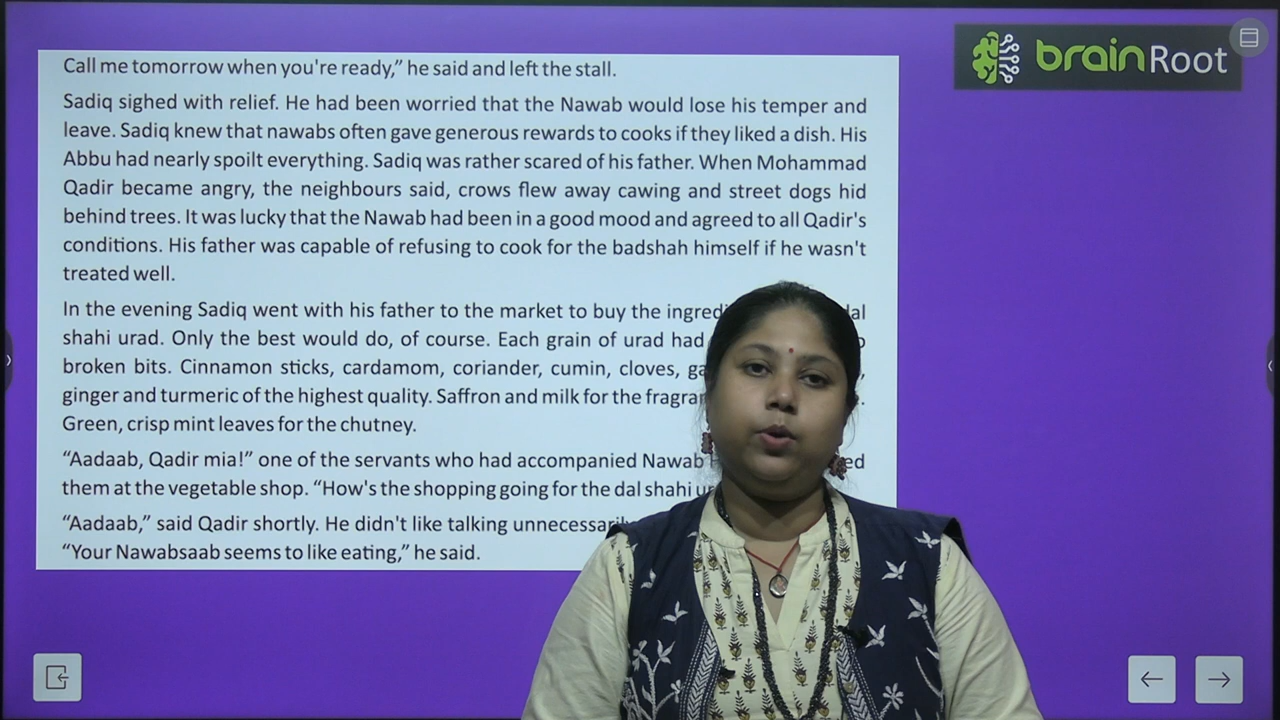 Call me tomorrow when you're ready,” he said and left the stall.
Sadiq sighed with relief. He had been worried that the Nawab would lose his temper and
leave. Sadiq knew that nawabs often gave generous rewards to cooks if they liked a dish. His
Abbu had nearly spoilt everything. Sadiq was rather scared of his father. When Mohammad
Qadir became angry, the neighbours said, crows flew away cawing and street dogs hid
behind trees. It was lucky that the Nawab had been in a good mood and agreed to all Qadir's
conditions. His father was capable of refusing to cook for the badshah himself if he wasn't
treated well.
In the evening Sadiq went with his father to the market to buy the
shahi urad. Only the best would do, of course. Each grain of urad had
broken bits. Cinnamon sticks, cardamom, coriander, cumin, cloves,
ginger and turmeric of the highest quality. Saffron and milk for the
Green, crisp mint leaves for the chutney.
“Aadaab, Qadir mia!” one of the servants who had accompanied Nawab
them at the vegetable shop. “How's the shopping going for the dal shahi
“Aadaab,” said Qadir shortly. He didn't like talking
“Your Nawabsaab seems to like eating,” he said.
brainRoot